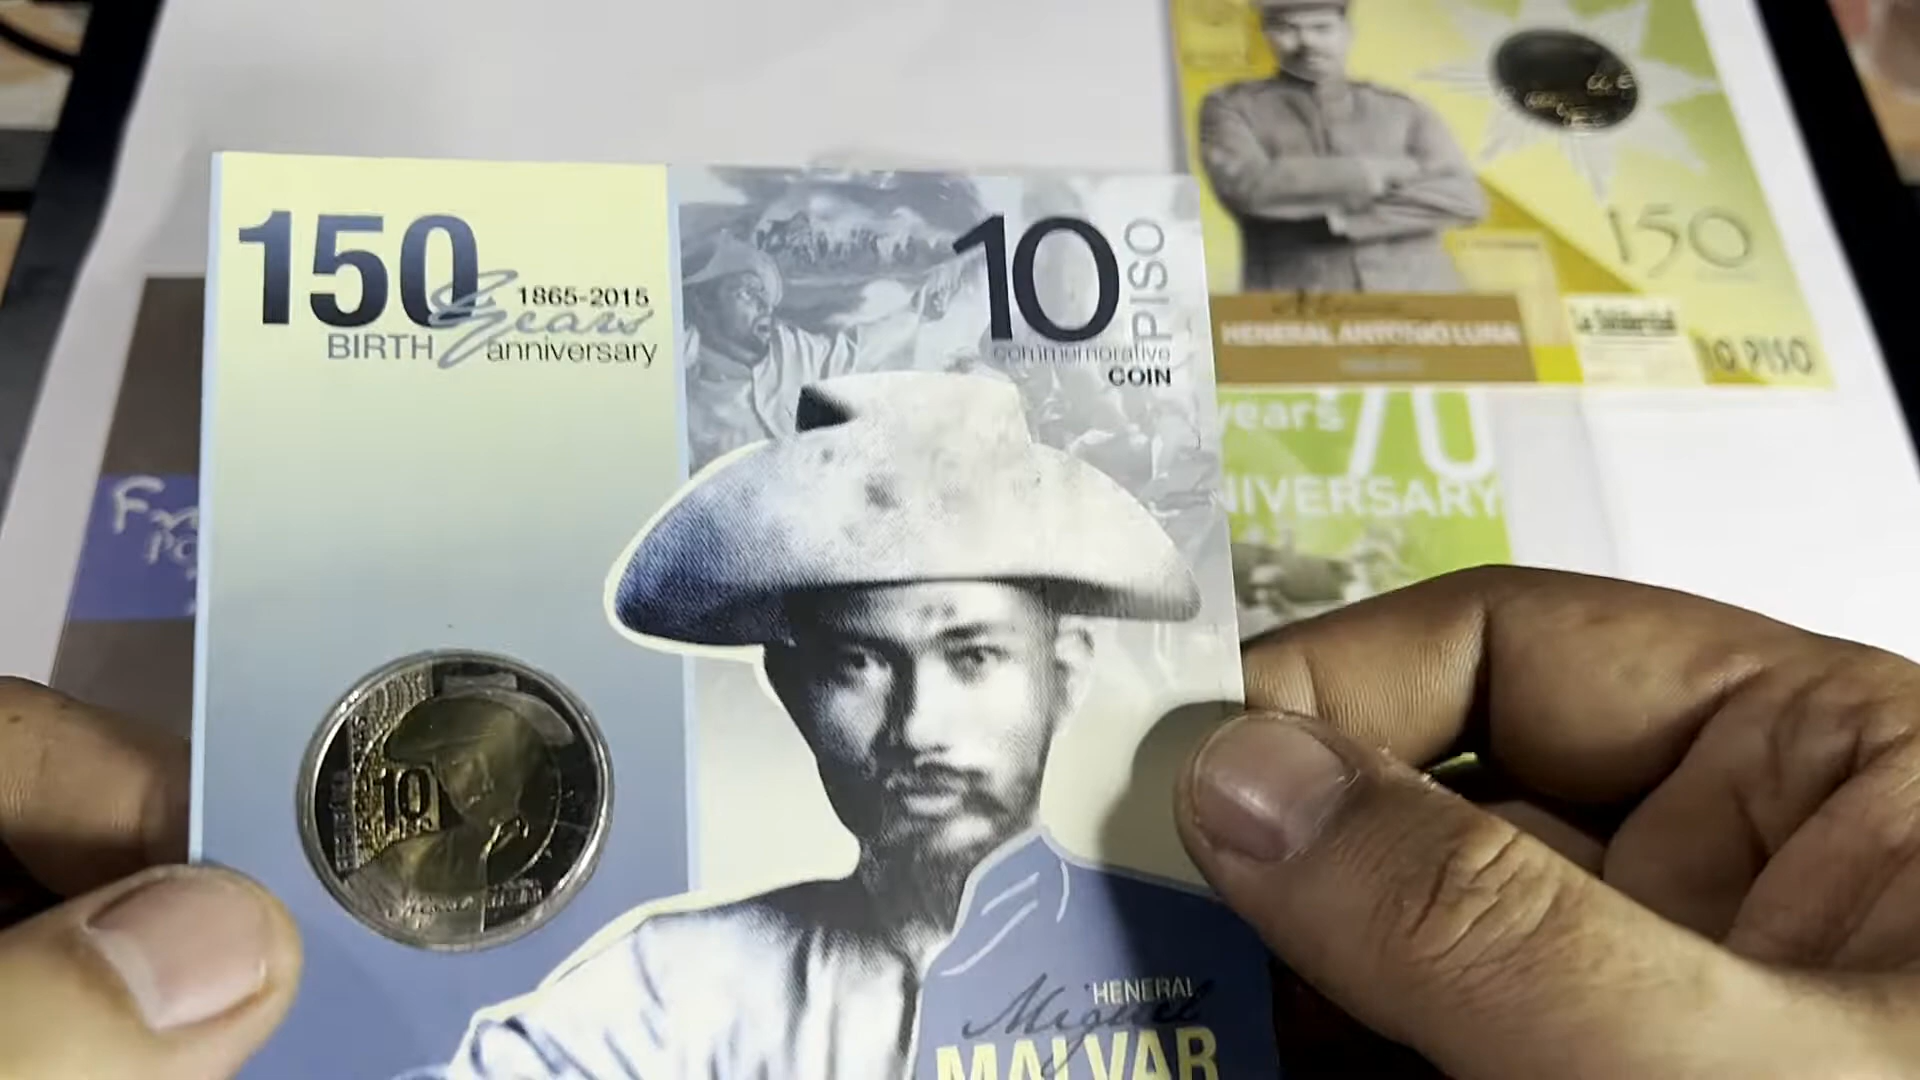 150
Years
1865-2015
BIRTH anniversary
10 PISO
commemorative
COIN
10
HENERAL
Miguel
MALVAR
150
HENERAL ANTONIO LUNA
La Solidaridad
10 PISO
years 70
NIVERSARY